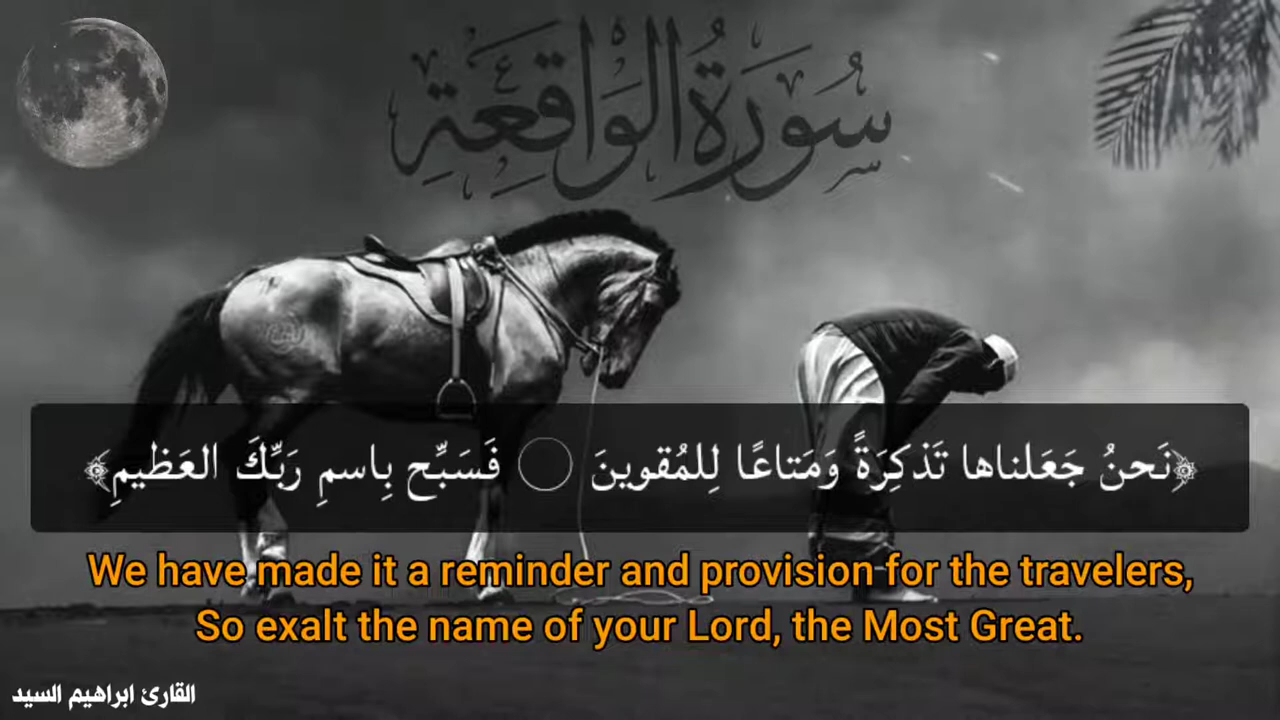 سُورَةُ الْوَاقِعَةِ
﴿نَحنُ جَعَلناها تَذكِرَةً وَمَتاعًا لِلمُقوينَ ۝ فَسَبِّح بِاسمِ رَبِّكَ العَظيمِ﴾
We have made it a reminder and provision for the travelers,
So exalt the name of your Lord, the Most Great.
القارئ ابراهيم السيد